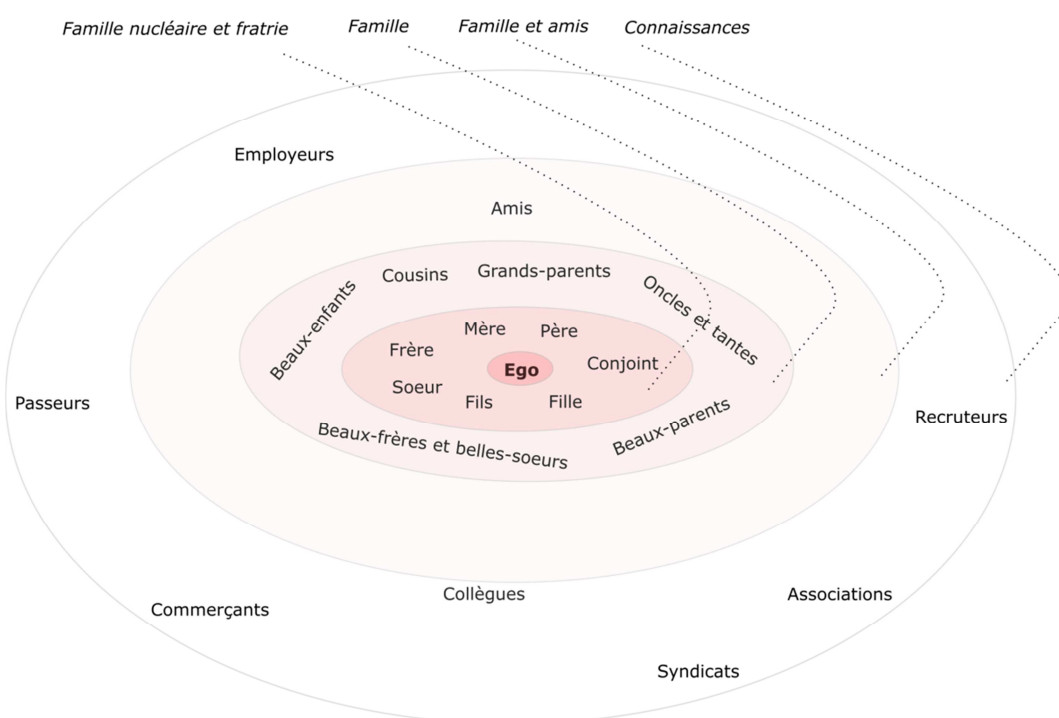 Famille nucléaire et fratrie
Famille
Famille et amis
Connaissances
Employeurs
Amis
Cousins
Grands-parents
Oncles et tantes
Beaux-enfants
Mère
Père
Frère
Conjoint
Ego
Soeur
Fils
Fille
Passeurs
Recruteurs
Beaux-frères et belles-soeurs
Beaux-parents
Collègues
Associations
Commerçants
Syndicats